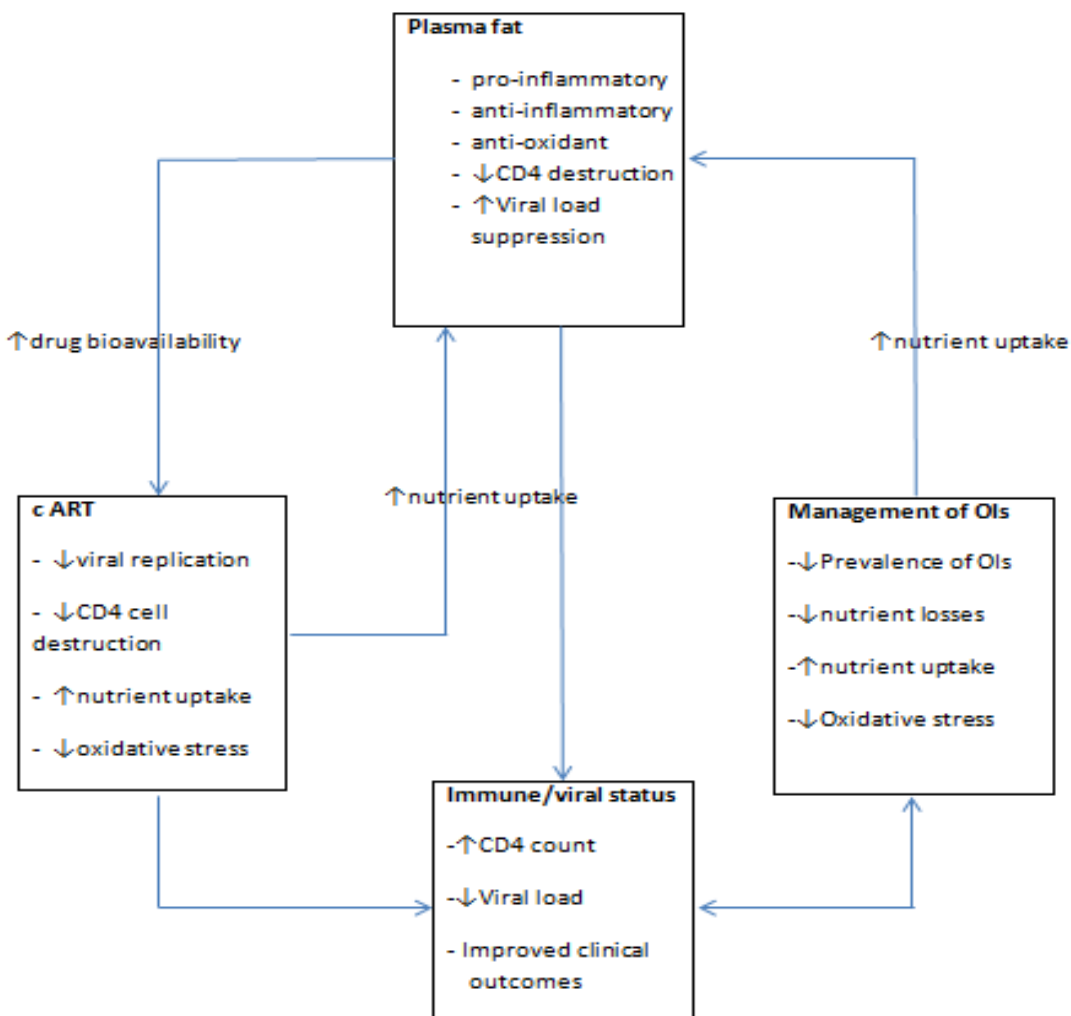 Plasma fat
- pro-inflammatory
- anti-inflammatory
- anti-oxidant
- ↓CD4 destruction
- ↑Viral load
suppression
↑drug bioavailability
↑nutrient uptake
↑nutrient uptake
c ART
- ↓viral replication
- ↓CD4 cell
destruction
- ↑nutrient uptake
- ↓oxidative stress
Management of OIs
-↓Prevalence of OIs
-↓nutrient losses
-↑nutrient uptake
-↓Oxidative stress
Immune/viral status
-↑CD4 count
-↓Viral load
- Improved clinical
outcomes